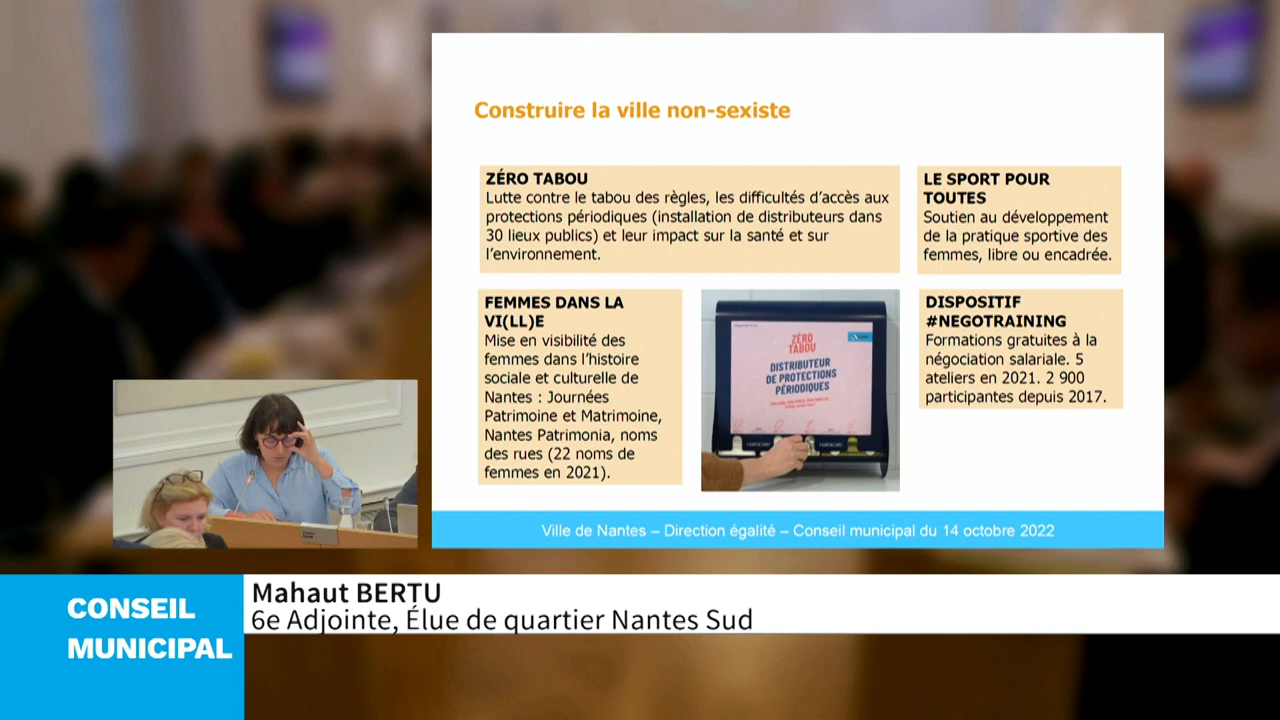 Construire la ville non-sexiste
ZÉRO TABOU
Lutte contre le tabou des règles, les difficultés d'accès aux
protections périodiques (installation de distributeurs dans
30 lieux publics) et leur impact sur la santé et sur
l'environnement.
LE SPORT POUR
TOUTES
Soutien au développement
de la pratique sportive des
femmes, libre ou encadrée.
FEMMES DANS LA
VI(LL)E
Mise en visibilité des
femmes dans l'histoire
sociale et culturelle de
Nantes : Journées
Patrimoine et Matrimoine,
Nantes Patrimonia, noms
des rues (22 noms de
femmes en 2021).
ZÉRO
TABOU
DISTRIBUTEUR
DE PROTECTIONS
PÉRIODIQUES
DISPOSITIF
#NEGOTRAINING
Formations gratuites à la
négociation salariale. 5
ateliers en 2021. 2 900
participantes depuis 2017.
Ville de Nantes – Direction égalité – Conseil municipal du 14 octobre 2022
CONSEIL
MUNICIPAL
Mahaut BERTU
6e Adjointe, Élue de quartier Nantes Sud